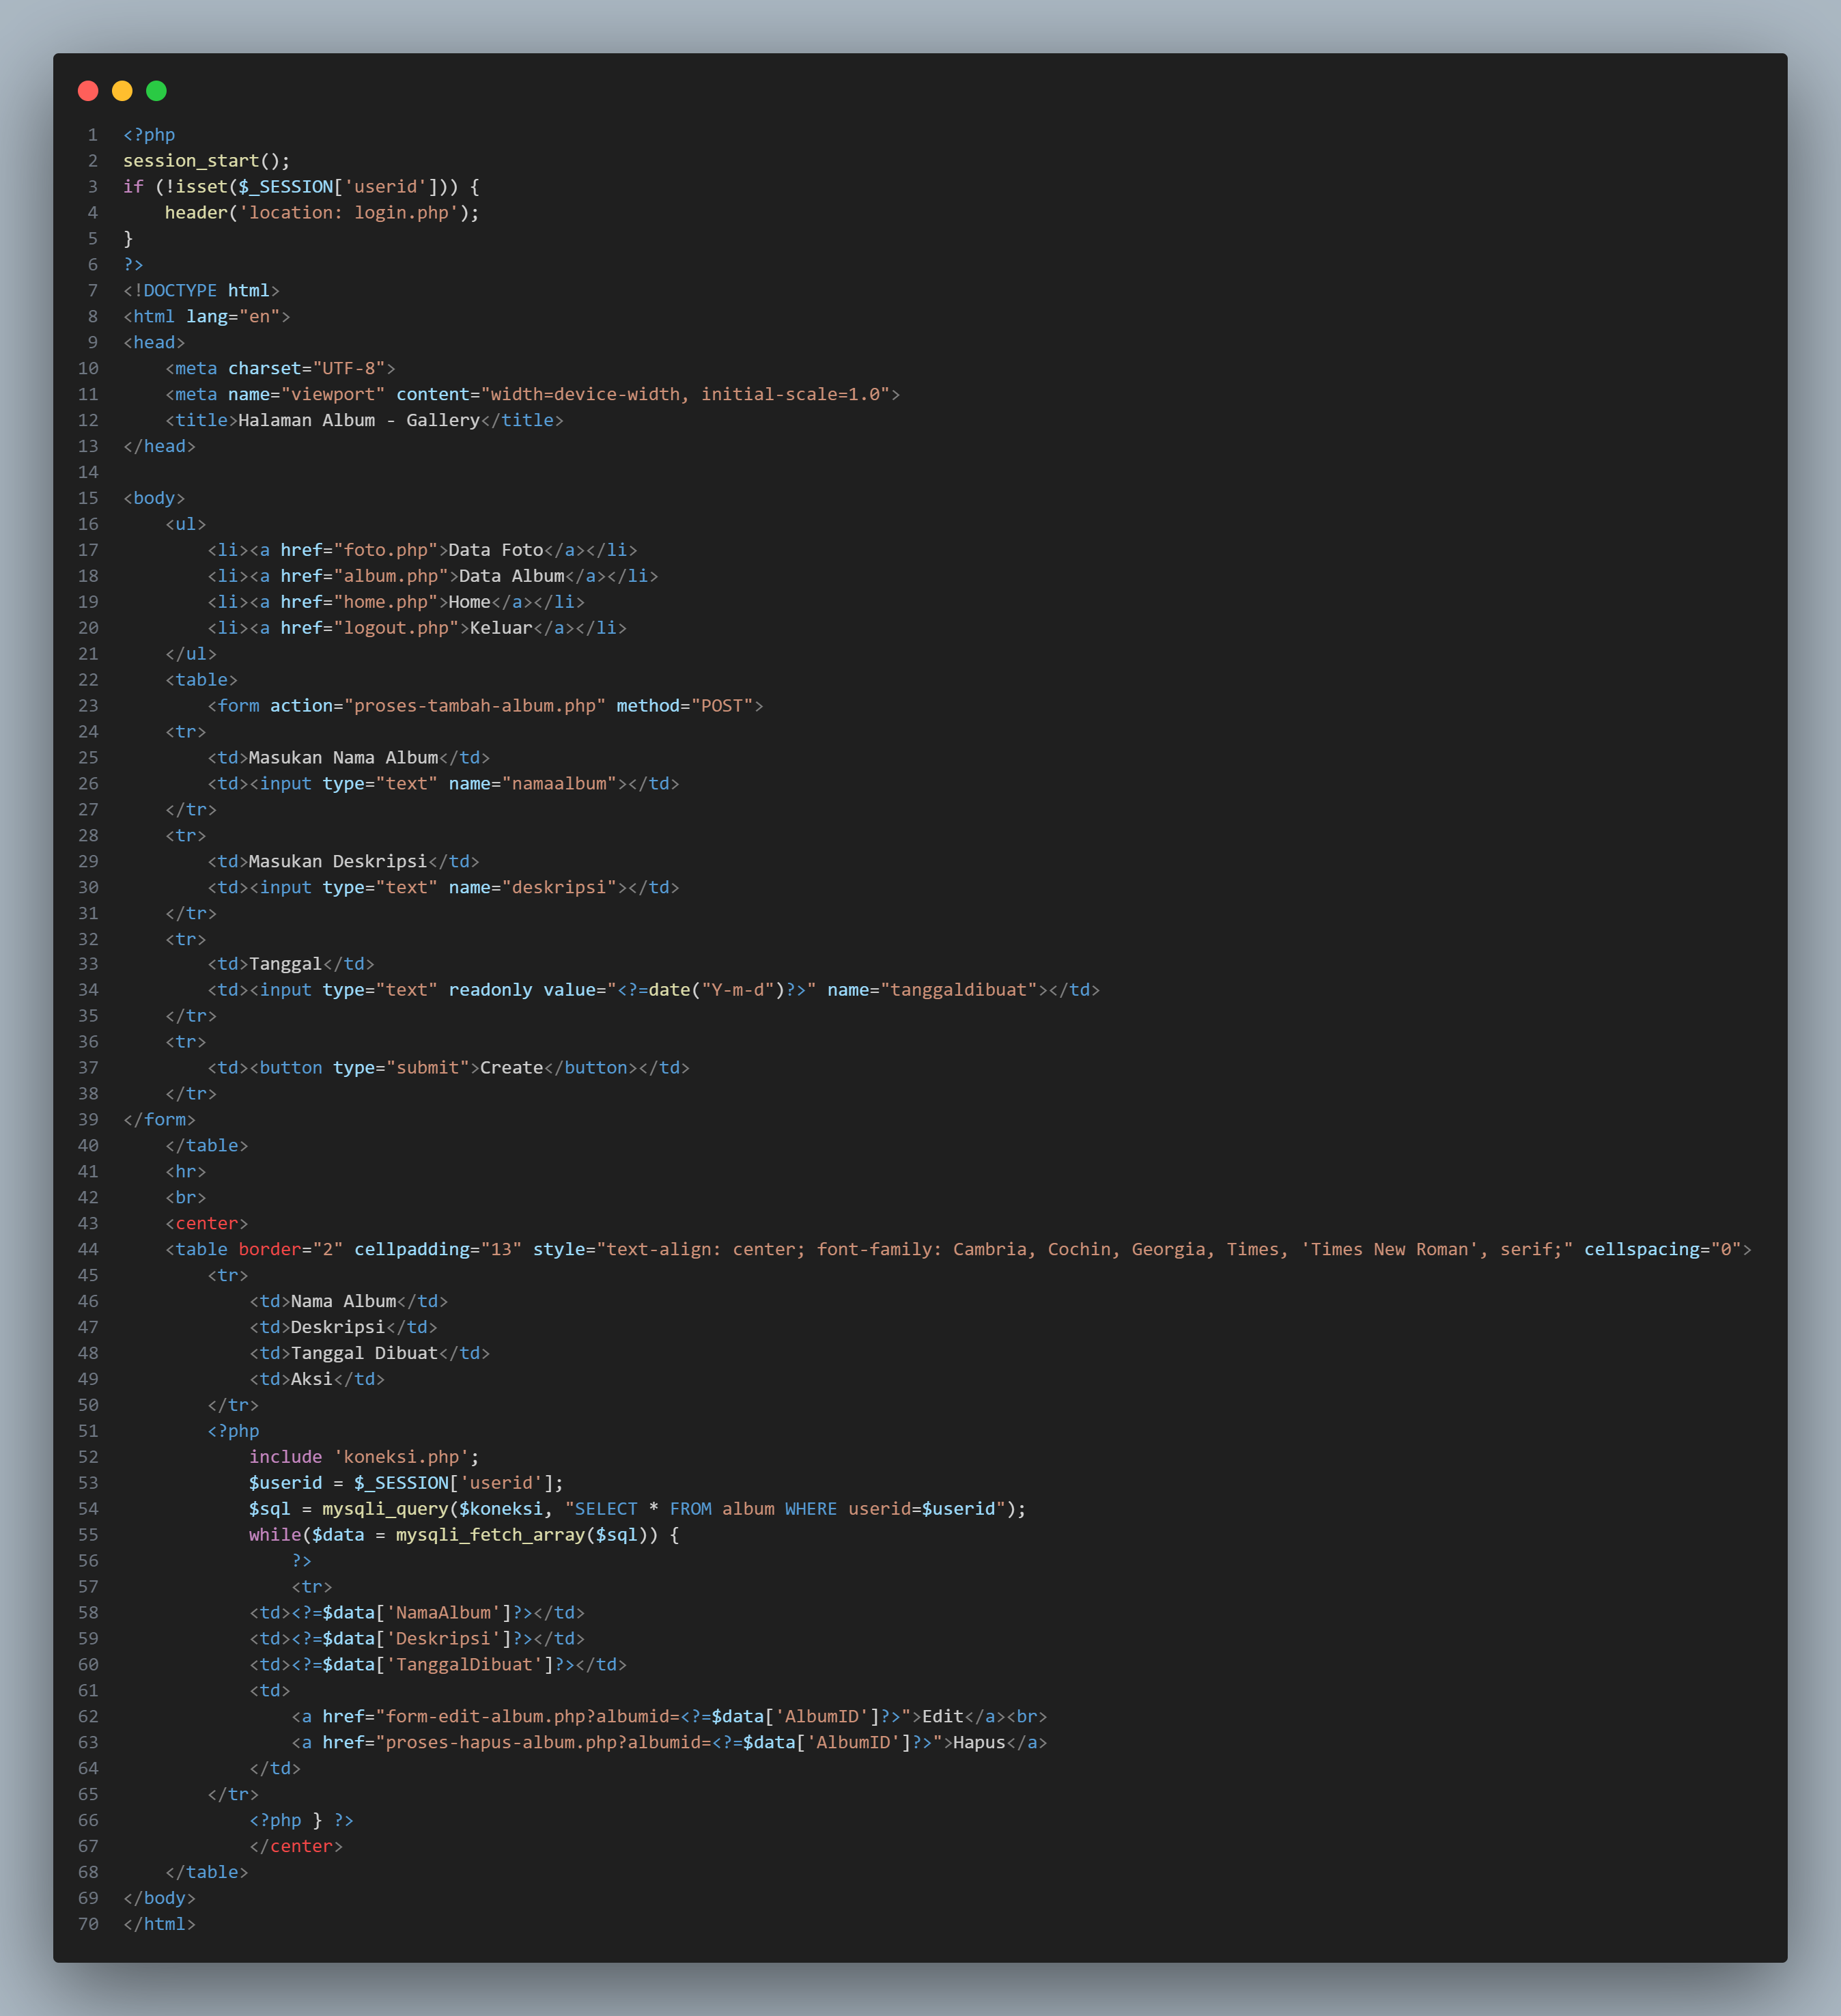 1 <?php
2 session_start();
3 if (!isset($_SESSION['userid'])) {
4     header('location: login.php');
5 }
6 ?>
7 <!DOCTYPE html>
8 <html lang="en">
9 <head>
10     <meta charset="UTF-8">
11     <meta name="viewport" content="width=device-width, initial-scale=1.0">
12     <title>Halaman Album - Gallery</title>
13 </head>
14
15 <body>
16     <ul>
17         <li><a href="foto.php">Data Foto</a></li>
18         <li><a href="album.php">Data Album</a></li>
19         <li><a href="home.php">Home</a></li>
20         <li><a href="logout.php">Keluar</a></li>
21     </ul>
22     <table>
23         <form action="proses-tambah-album.php" method="POST">
24     <tr>
25         <td>Masukan Nama Album</td>
26         <td><input type="text" name="namaalbum"></td>
27     </tr>
28     <tr>
29         <td>Masukan Deskripsi</td>
30         <td><input type="text" name="deskripsi"></td>
31     </tr>
32     <tr>
33         <td>Tanggal</td>
34         <td><input type="text" readonly value="<?=date("Y-m-d")?>" name="tanggaldibuat"></td>
35     </tr>
36     <tr>
37         <td><button type="submit">Create</button></td>
38     </tr>
39 </form>
40     </table>
41     <hr>
42     <br>
43     <center>
44     <table border="2" cellpadding="13" style="text-align: center; font-family: Cambria, Cochin, Georgia, Times, 'Times New Roman', serif;" cellspacing="0">
45         <tr>
46             <td>Nama Album</td>
47             <td>Deskripsi</td>
48             <td>Tanggal Dibuat</td>
49             <td>Aksi</td>
50         </tr>
51         <?php
52             include 'koneksi.php';
53             $userid = $_SESSION['userid'];
54             $sql = mysqli_query($koneksi, "SELECT * FROM album WHERE userid=$userid");
55             while($data = mysqli_fetch_array($sql)) {
56                 ?>
57                 <tr>
58             <td><?=$data['NamaAlbum']?></td>
59             <td><?=$data['Deskripsi']?></td>
60             <td><?=$data['TanggalDibuat']?></td>
61             <td>
62                 <a href="form-edit-album.php?albumid=<?=$data['AlbumID']?>">Edit</a><br>
63                 <a href="proses-hapus-album.php?albumid=<?=$data['AlbumID']?>">Hapus</a>
64             </td>
65         </tr>
66             <?php } ?>
67             </center>
68     </table>
69 </body>
70 </html>